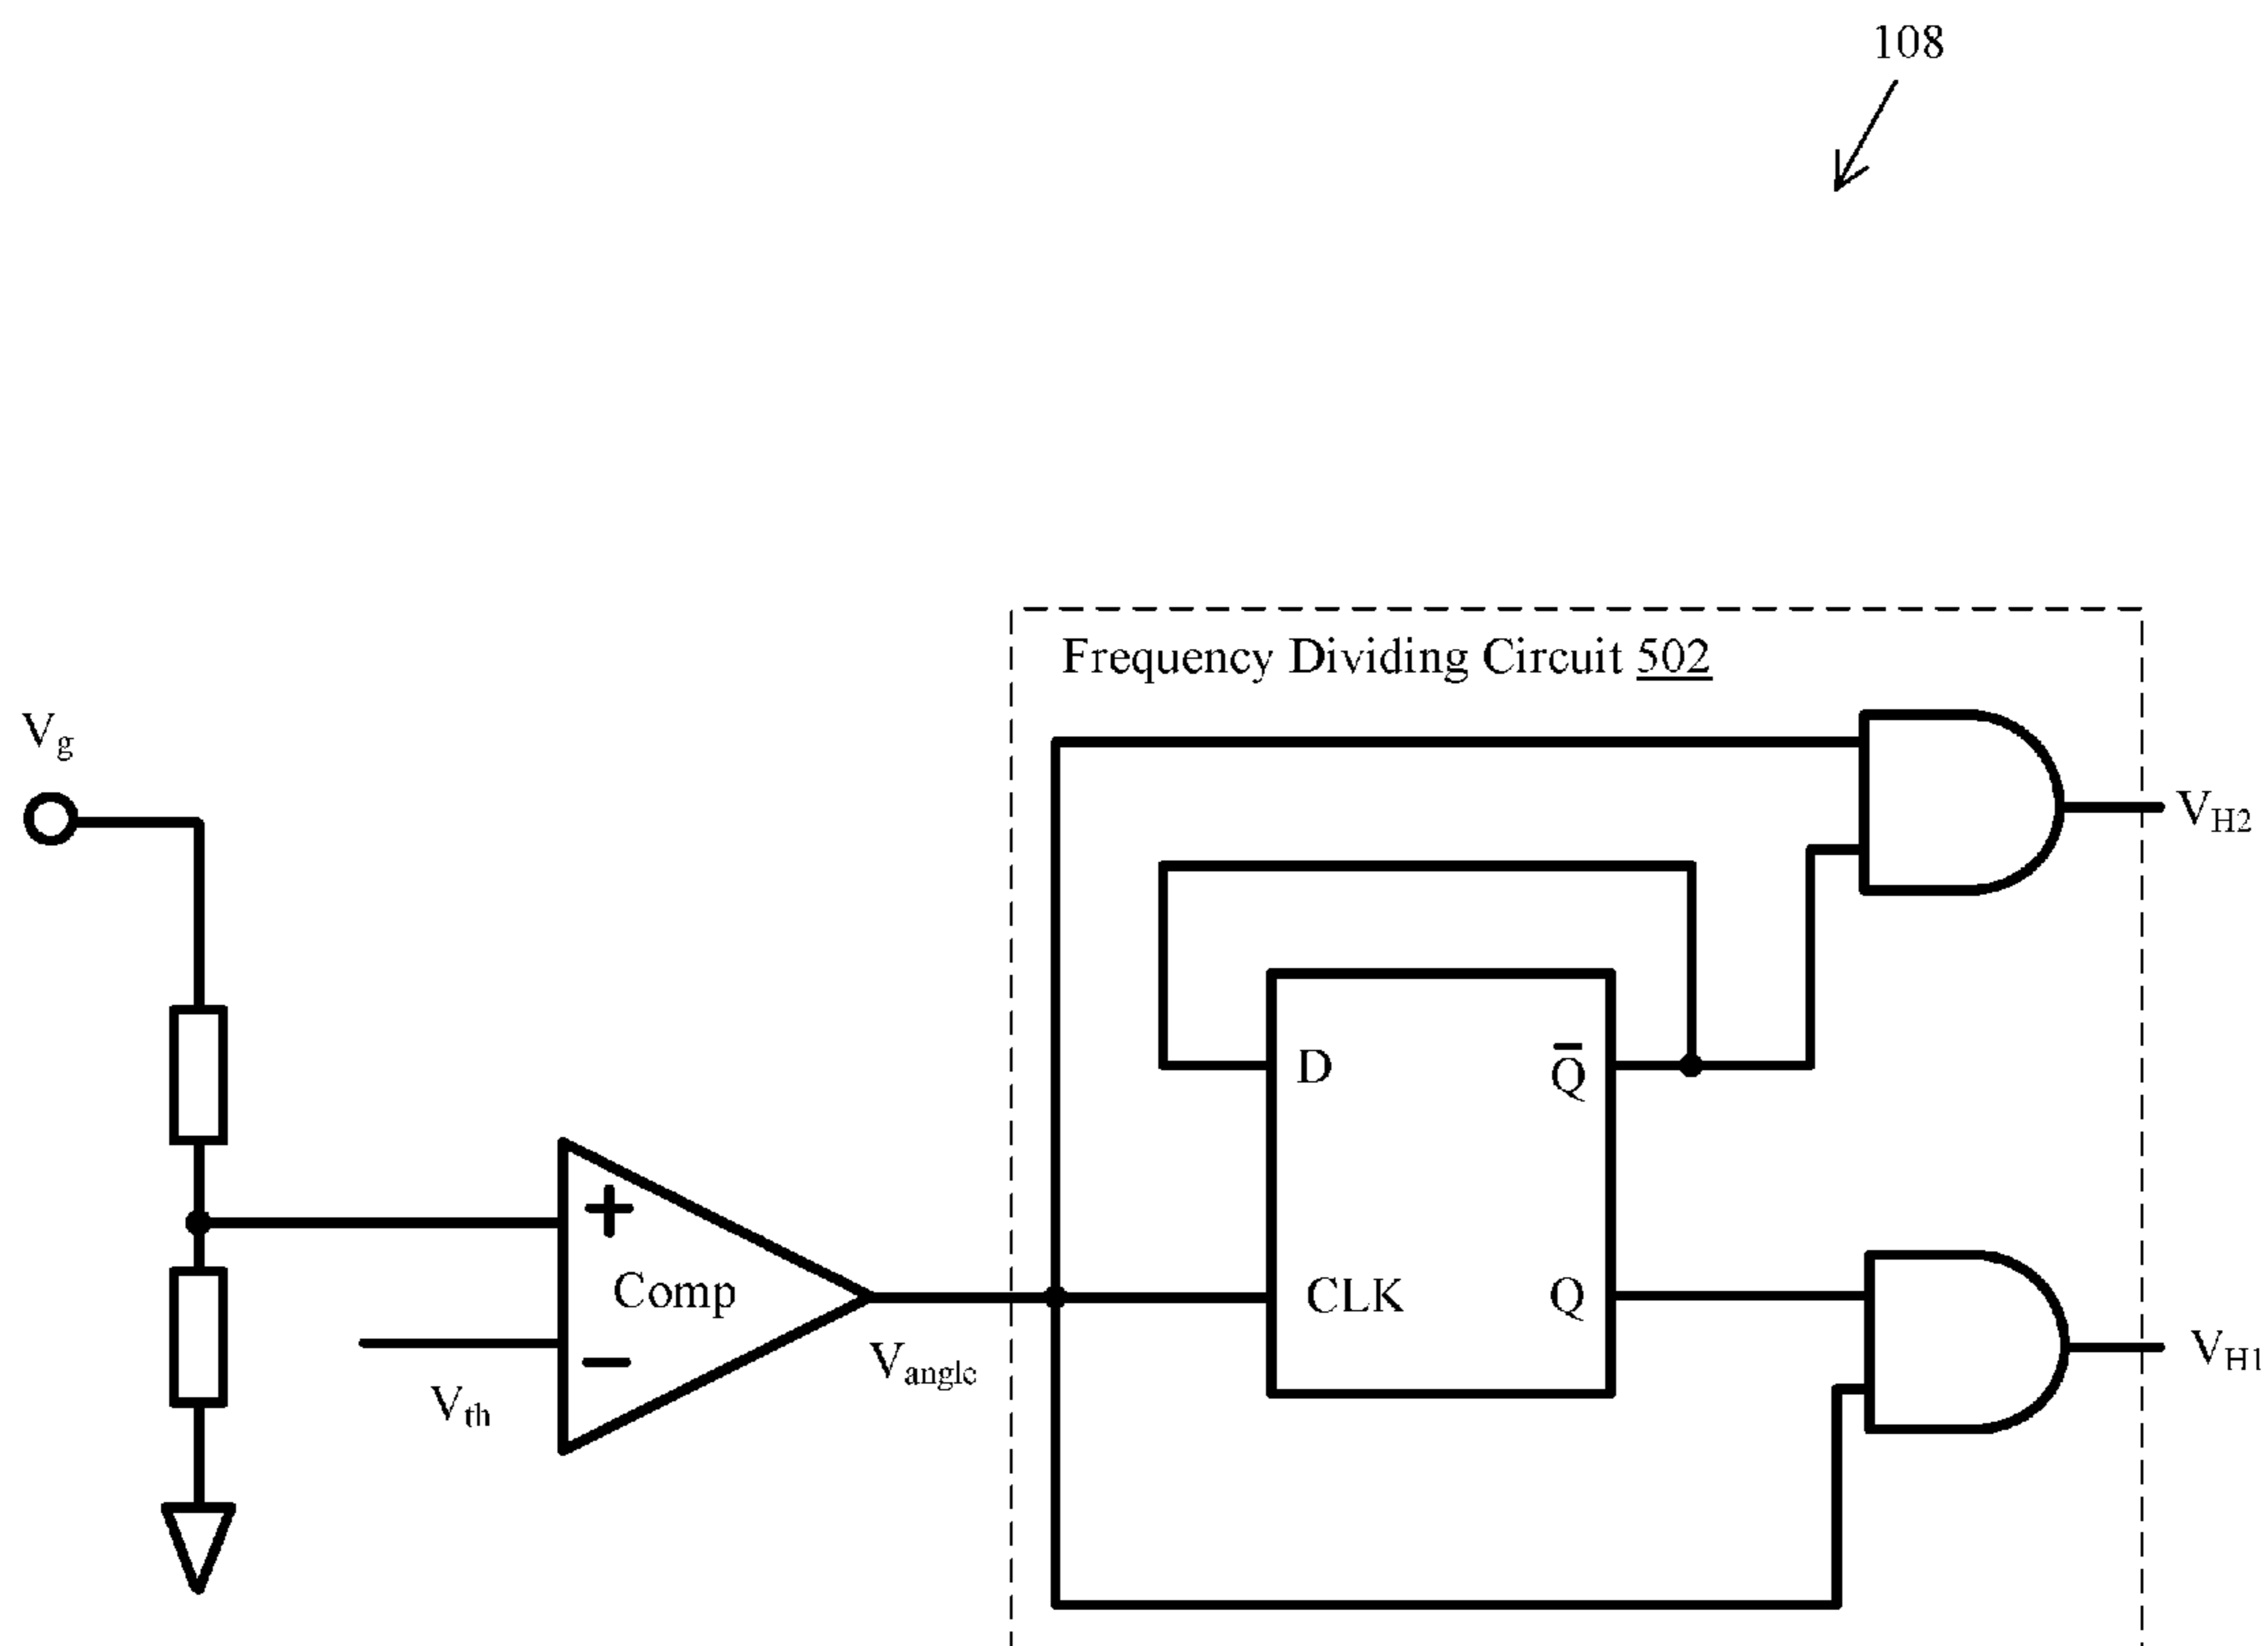 108
Frequency Dividing Circuit 502
Vg
VH2
D
Q̅
+
Comp
CLK
Q
−
Vangle
Vth
VH1